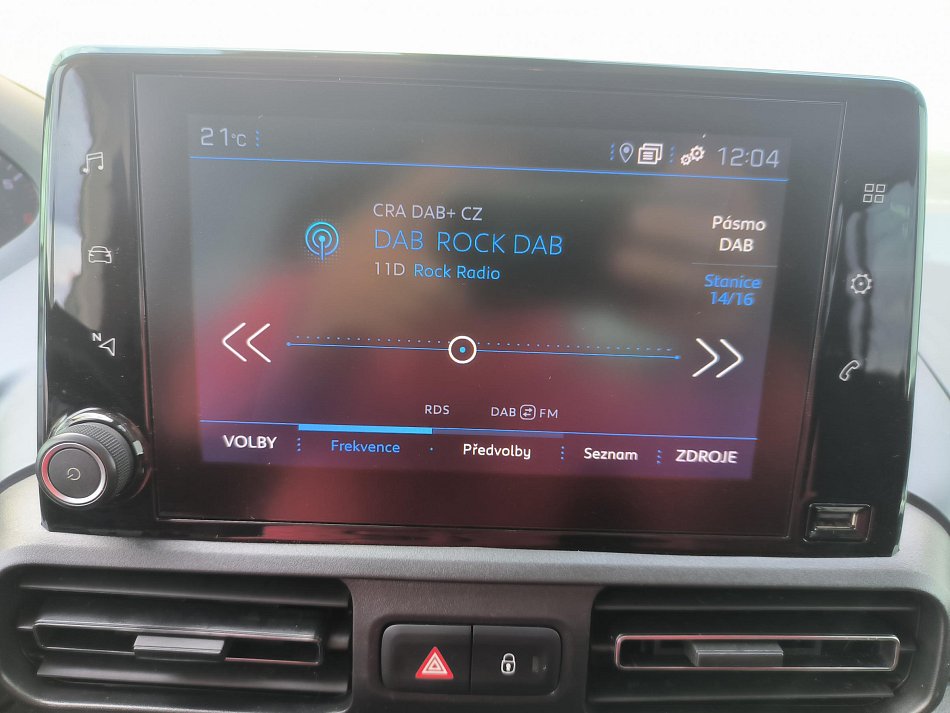 21°C
12:04
CRA DAB+ CZ
DAB ROCK DAB
11D Rock Radio
Pásmo
DAB
Stanice
14/16
N
RDS DAB FM
VOLBY Frekvence Předvolby Seznam ZDROJE